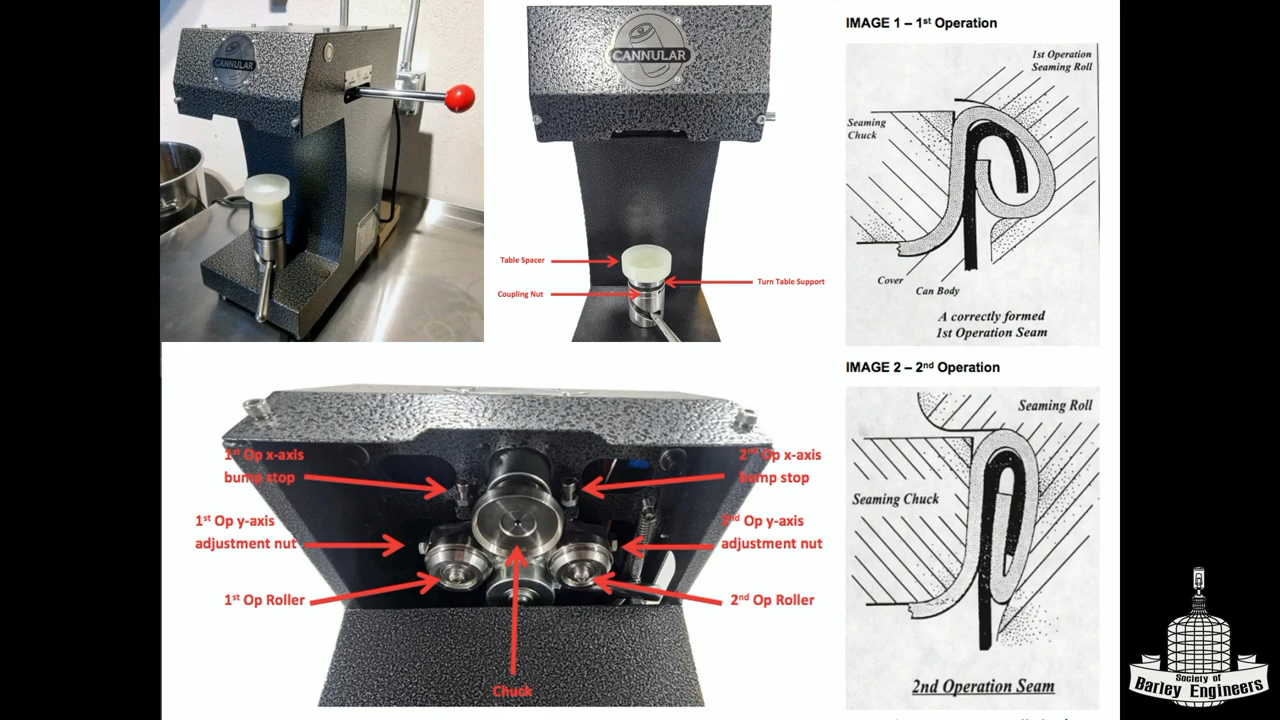 CANNULAR
CANNULAR
Table Spacer
Turn Table Support
Coupling Nut
1st Op x-axis
bump stop
2nd Op x-axis
bump stop
1st Op y-axis
adjustment nut
2nd Op y-axis
adjustment nut
1st Op Roller
2nd Op Roller
Chuck
IMAGE 1 – 1st Operation
1st Operation
Seaming Roll
Seaming
Chuck
Cover
Can Body
A correctly formed
1st Operation Seam
IMAGE 2 – 2nd Operation
Seaming Roll
Seaming Chuck
2nd Operation Seam
Society of
Barley Engineers